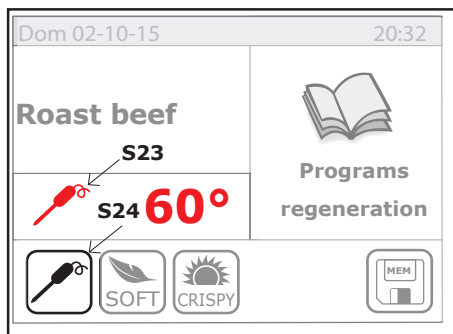 Dom 02-10-15 20:32
Roast beef
S23
S24 60°
Programs
regeneration
SOFT
CRISPY
MEM